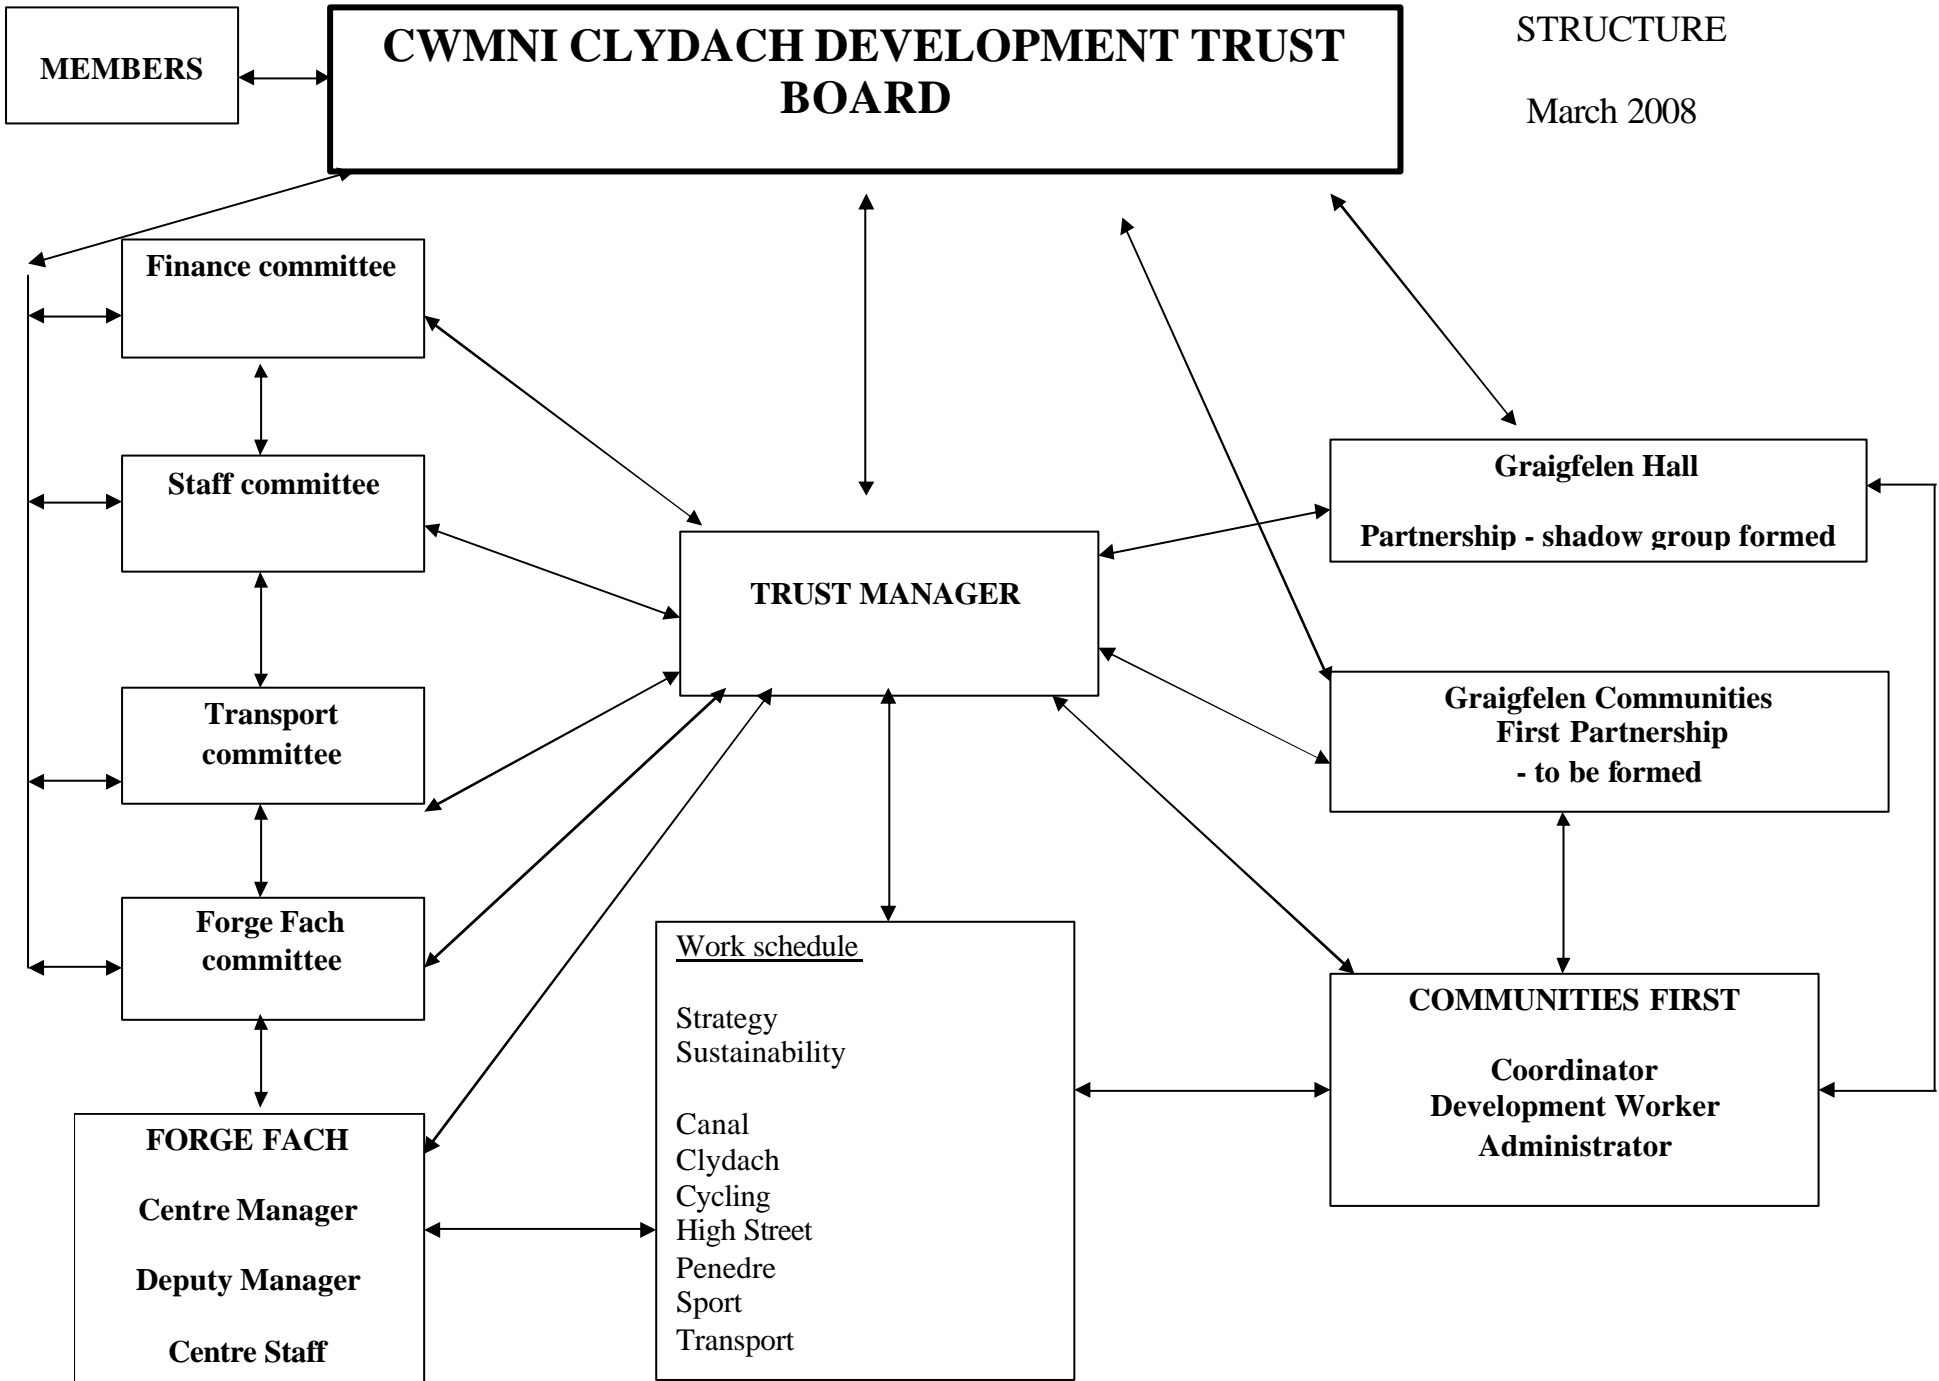 MEMBERS
CWMNI CLYDACH DEVELOPMENT TRUST
BOARD
STRUCTURE
March 2008
Finance committee
Staff committee
Transport
committee
Forge Fach
committee
FORGE FACH
Centre Manager
Deputy Manager
Centre Staff
TRUST MANAGER
Work schedule
Strategy
Sustainability
Canal
Clydach
Cycling
High Street
Penedre
Sport
Transport
Graigfelen Hall
Partnership - shadow group formed
Graigfelen Communities
First Partnership
- to be formed
COMMUNITIES FIRST
Coordinator
Development Worker
Administrator